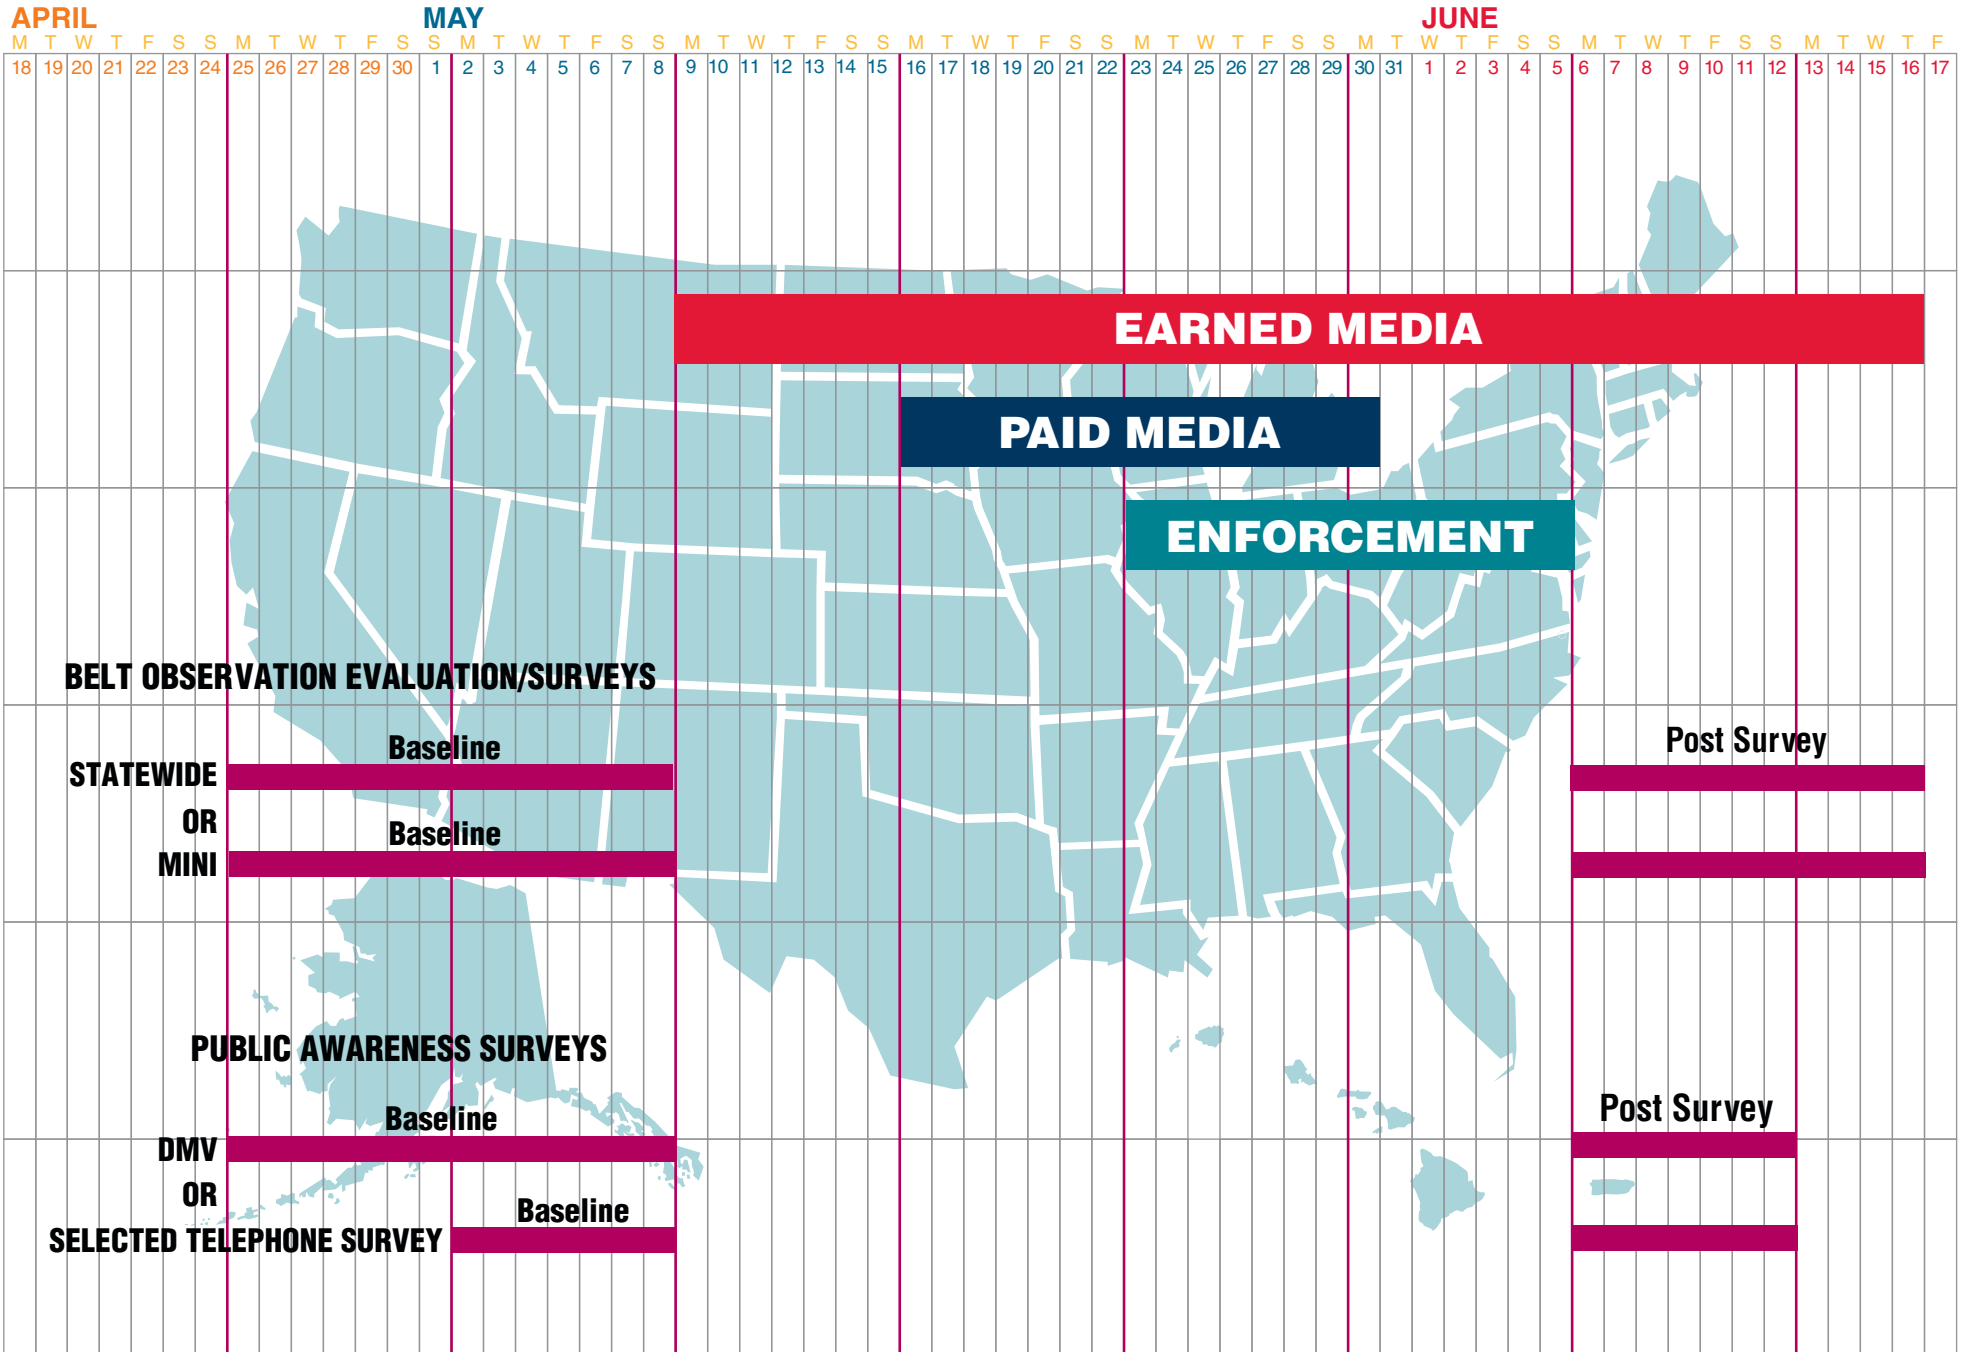 APRIL MAY JUNE
M T W T F S S M T W T F S S M T W T F S S M T W T F S S M T W T F S S M T W T F S S M T W T F S S M T W T F S S M T W T F
18 19 20 21 22 23 24 25 26 27 28 29 30 1 2 3 4 5 6 7 8 9 10 11 12 13 14 15 16 17 18 19 20 21 22 23 24 25 26 27 28 29 30 31 1 2 3 4 5 6 7 8 9 10 11 12 13 14 15 16 17
EARNED MEDIA
PAID MEDIA
ENFORCEMENT
BELT OBSERVATION EVALUATION/SURVEYS
Baseline Post Survey
STATEWIDE
OR
Baseline
MINI
PUBLIC AWARENESS SURVEYS
Baseline Post Survey
DMV
OR
Baseline
SELECTED TELEPHONE SURVEY